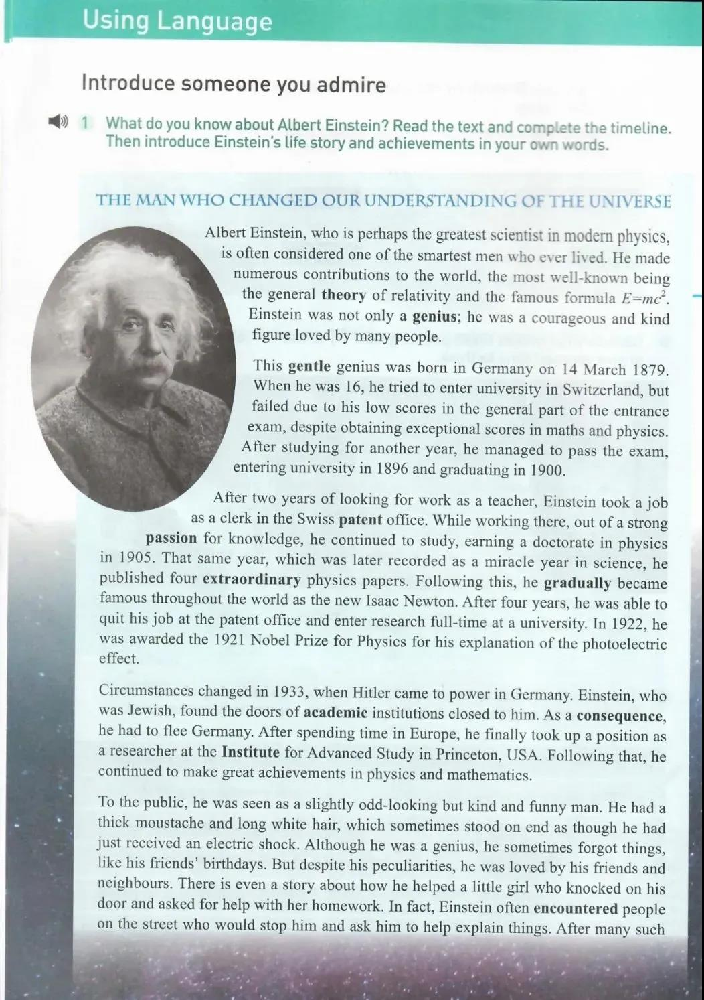 Using Language
Introduce someone you admire
1 What do you know about Albert Einstein? Read the text and complete the timeline.
Then introduce Einstein's life story and achievements in your own words.
THE MAN WHO CHANGED OUR UNDERSTANDING OF THE UNIVERSE
Albert Einstein, who is perhaps the greatest scientist in modern physics,
is often considered one of the smartest men who ever lived. He made
numerous contributions to the world, the most well-known being
the general theory of relativity and the famous formula E=mc².
Einstein was not only a genius; he was a courageous and kind
figure loved by many people.
This gentle genius was born in Germany on 14 March 1879.
When he was 16, he tried to enter university in Switzerland, but
failed due to his low scores in the general part of the entrance
exam, despite obtaining exceptional scores in maths and physics.
After studying for another year, he managed to pass the exam,
entering university in 1896 and graduating in 1900.
After two years of looking for work as a teacher, Einstein took a job
as a clerk in the Swiss patent office. While working there, out of a strong
passion for knowledge, he continued to study, earning a doctorate in physics
in 1905. That same year, which was later recorded as a miracle year in science, he
published four extraordinary physics papers. Following this, he gradually became
famous throughout the world as the new Isaac Newton. After four years, he was able to
quit his job at the patent office and enter research full-time at a university. In 1922, he
was awarded the 1921 Nobel Prize for Physics for his explanation of the photoelectric
effect.
Circumstances changed in 1933, when Hitler came to power in Germany. Einstein, who
was Jewish, found the doors of academic institutions closed to him. As a consequence,
he had to flee Germany. After spending time in Europe, he finally took up a position as
a researcher at the Institute for Advanced Study in Princeton, USA. Following that, he
continued to make great achievements in physics and mathematics.
To the public, he was seen as a slightly odd-looking but kind and funny man. He had a
thick moustache and long white hair, which sometimes stood on end as though he had
just received an electric shock. Although he was a genius, he sometimes forgot things,
like his friends' birthdays. But despite his peculiarities, he was loved by his friends and
neighbours. There is even a story about how he helped a little girl who knocked on his
door and asked for help with her homework. In fact, Einstein often encountered people
on the street who would stop him and ask him to help explain things. After many such